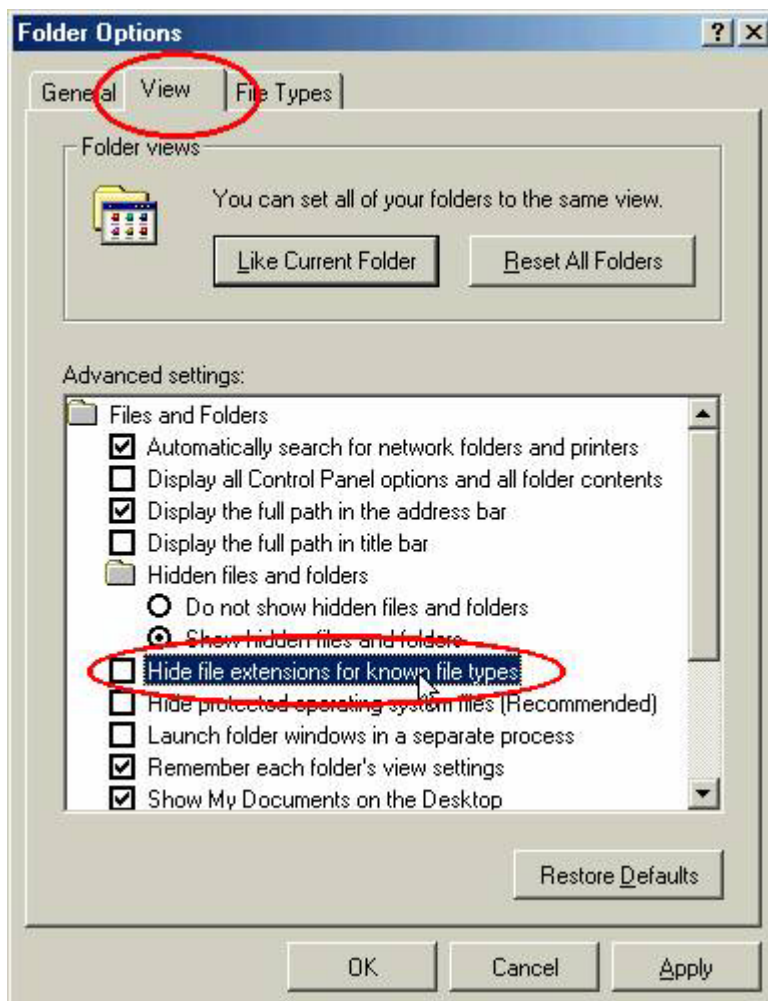 Folder Options
General View File Types
Folder views
You can set all of your folders to the same view.
Like Current Folder Reset All Folders
Advanced settings:
Files and Folders
Automatically search for network folders and printers
Display all Control Panel options and all folder contents
Display the full path in the address bar
Display the full path in title bar
Hidden files and folders
Do not show hidden files and folders
Show hidden files and folders
Hide file extensions for known file types
Hide protected operating system files (Recommended)
Launch folder windows in a separate process
Remember each folder's view settings
Show My Documents on the Desktop
Restore Defaults
OK Cancel Apply